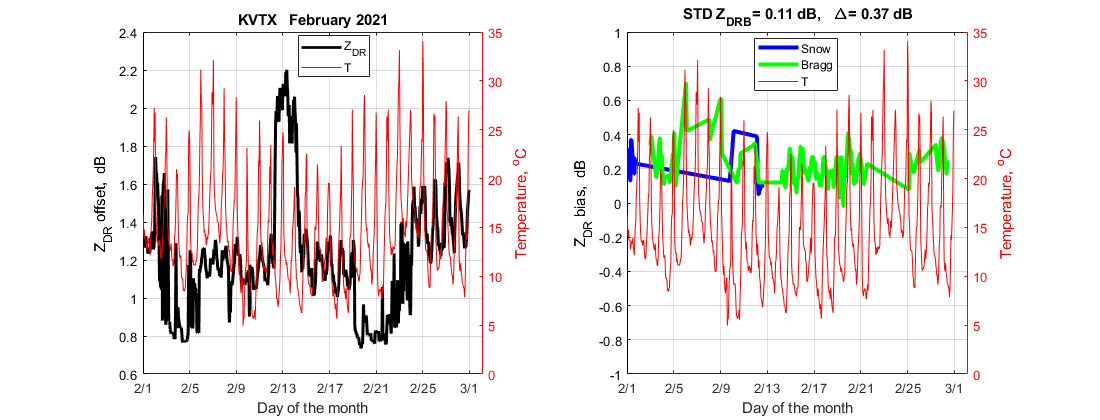 KVTX February 2021
2.4
2.2
2
1.8
1.6
1.4
1.2
1
0.8
0.6
Z_DR offset, dB
Z_DR
T
35
30
25
20
15
10
5
0
Temperature, °C
2/1 2/5 2/9 2/13 2/17 2/21 2/25 3/1
Day of the month
STD Z_DRB= 0.11 dB, Δ= 0.37 dB
1
0.8
0.6
0.4
0.2
0
-0.2
-0.4
-0.6
-0.8
-1
Z_DR bias, dB
Snow
Bragg
T
35
30
25
20
15
10
5
0
Temperature, °C
2/1 2/5 2/9 2/13 2/17 2/21 2/25 3/1
Day of the month